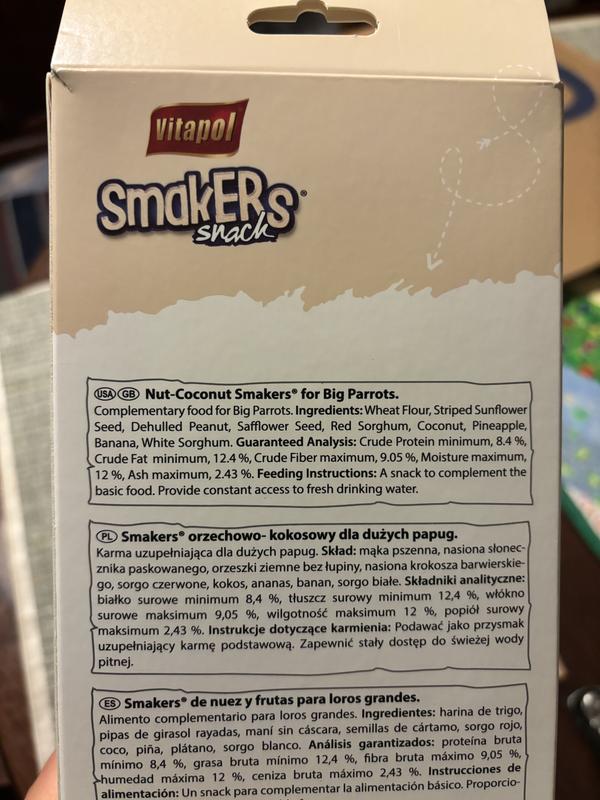 Vitapol
SmakERs®
snack
USA GB Nut-Coconut Smakers® for Big Parrots.
Complementary food for Big Parrots. Ingredients: Wheat Flour, Striped Sunflower
Seed, Dehulled Peanut, Safflower Seed, Red Sorghum, Coconut, Pineapple,
Banana, White Sorghum. Guaranteed Analysis: Crude Protein minimum, 8.4 %,
Crude Fat minimum, 12.4 %, Crude Fiber maximum, 9.05 %, Moisture maximum,
12 %, Ash maximum, 2.43 %. Feeding Instructions: A snack to complement the
basic food. Provide constant access to fresh drinking water.
PL Smakers® orzechowo- kokosowy dla dużych papug.
Karma uzupełniająca dla dużych papug. Skład: mąka pszenna, nasiona słonec-
znika paskowanego, orzeszki ziemne bez łupiny, nasiona krokosza barwierskie-
go, sorgo czerwone, kokos, ananas, banan, sorgo białe. Składniki analityczne:
białko surowe minimum 8,4 %, tłuszcz surowy minimum 12,4 %, włókno
surowe maksimum 9,05 %, wilgotność maksimum 12 %, popiół surowy
maksimum 2,43 %. Instrukcje dotyczące karmienia: Podawać jako przysmak
uzupełniający karmę podstawową. Zapewnić stały dostęp do świeżej wody
pitnej.
ES Smakers® de nuez y frutas para loros grandes.
Alimento complementario para loros grandes. Ingredientes: harina de trigo,
pipas de girasol rayadas, maní sin cáscara, semillas de cártamo, sorgo rojo,
coco, piña, plátano, sorgo blanco. Análisis garantizados: proteína bruta
mínimo 8,4 %, grasa bruta mínimo 12,4 %, fibra bruta máximo 9,05 %,
humedad máxima 12 %, ceniza bruta máximo 2,43 %. Instrucciones de
alimentación: Un snack para complementar la alimentación básico. Proporcio-